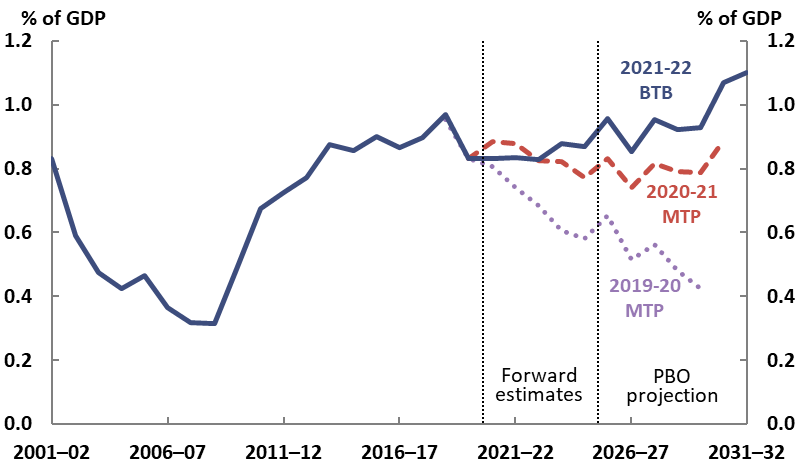 % of GDP
% of GDP
1.2
1.2
2021-22
BTB
1.0
1.0
0.8
0.8
2020-21
MTP
0.6
0.6
2019-20
MTP
0.4
0.4
0.2
0.2
Forward
estimates
PBO
projection
0.0
0.0
2001–02
2006–07
2011–12
2016–17
2021–22
2026–27
2031–32